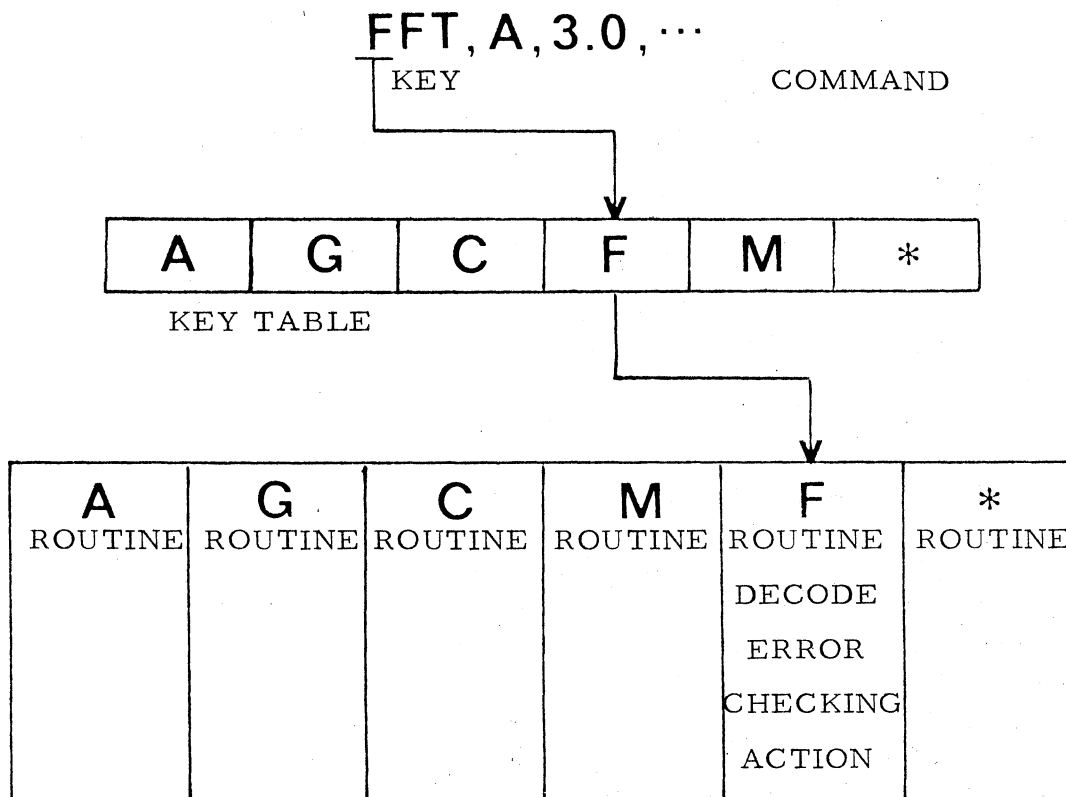 FFT, A, 3.0, ...
KEY COMMAND
A G C F M *
KEY TABLE
A G C M F *
ROUTINE ROUTINE ROUTINE ROUTINE ROUTINE ROUTINE
DECODE
ERROR
CHECKING
ACTION